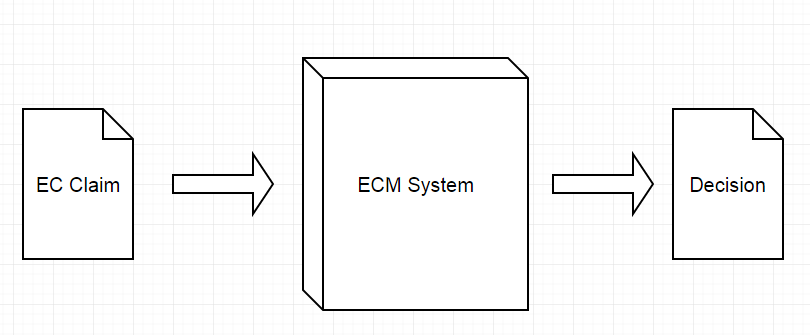 EC Claim
ECM System
Decision